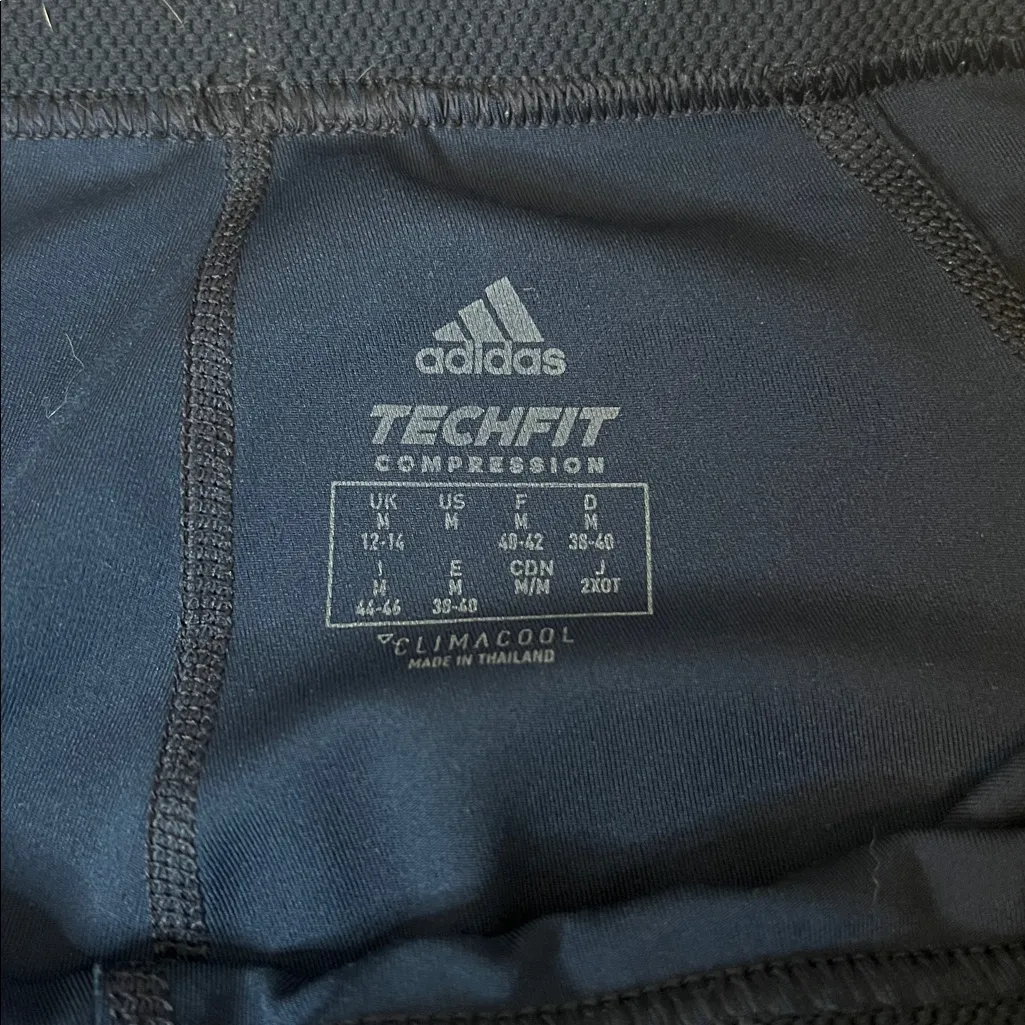 adidas
TECHFIT
COMPRESSION
UK US F D
M M M M
12-14 40-42 38-40
I E CDN J
M M M/M 2XOT
44-46 38-40
CLIMACOOL
MADE IN THAILAND